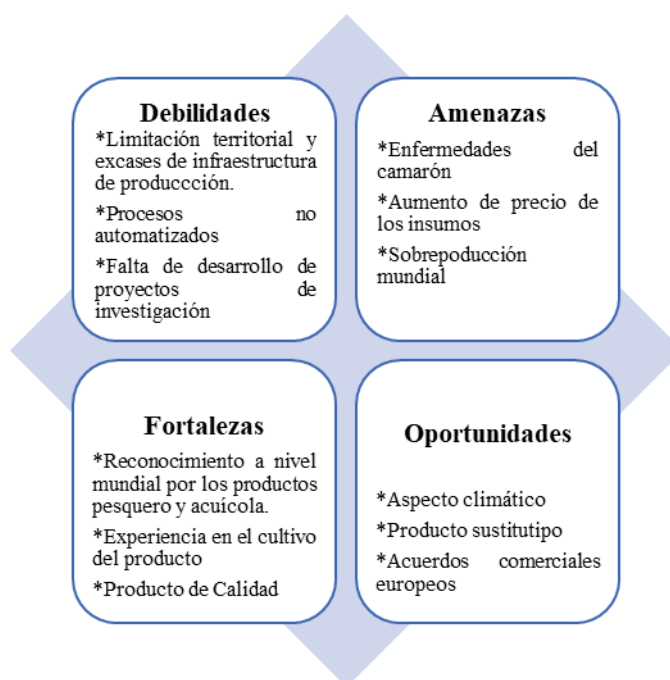 Debilidades
*Limitación territorial y
excases de infraestructura
de produccción.
*Procesos no
automatizados
*Falta de desarrollo de
proyectos de
investigación
Amenazas
*Enfermedades del
camarón
*Aumento de precio de
los insumos
*Sobrepoducción
mundial
Fortalezas
*Reconocimiento a nivel
mundial por los productos
pesquero y acuícola.
*Experiencia en el cultivo
del producto
*Producto de Calidad
Oportunidades
*Aspecto climático
*Producto sustitutipo
*Acuerdos comerciales
europeos